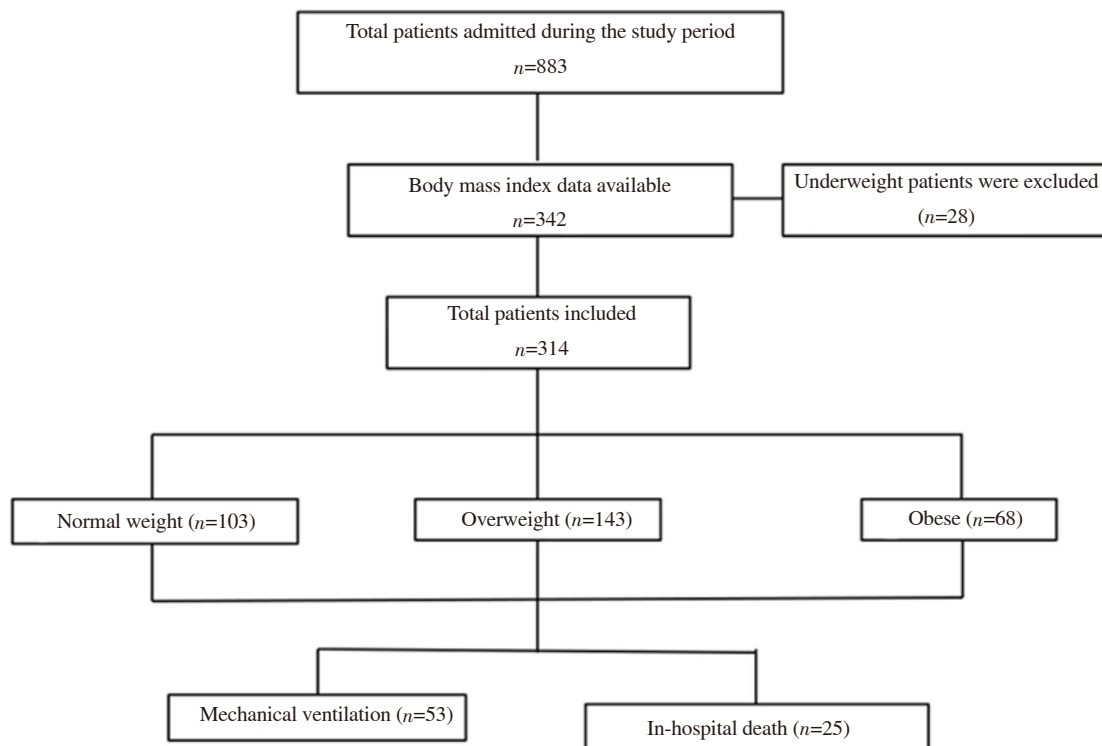 Total patients admitted during the study period
n=883
Body mass index data available
n=342
Underweight patients were excluded
(n=28)
Total patients included
n=314
Normal weight (n=103)
Overweight (n=143)
Obese (n=68)
Mechanical ventilation (n=53)
In-hospital death (n=25)